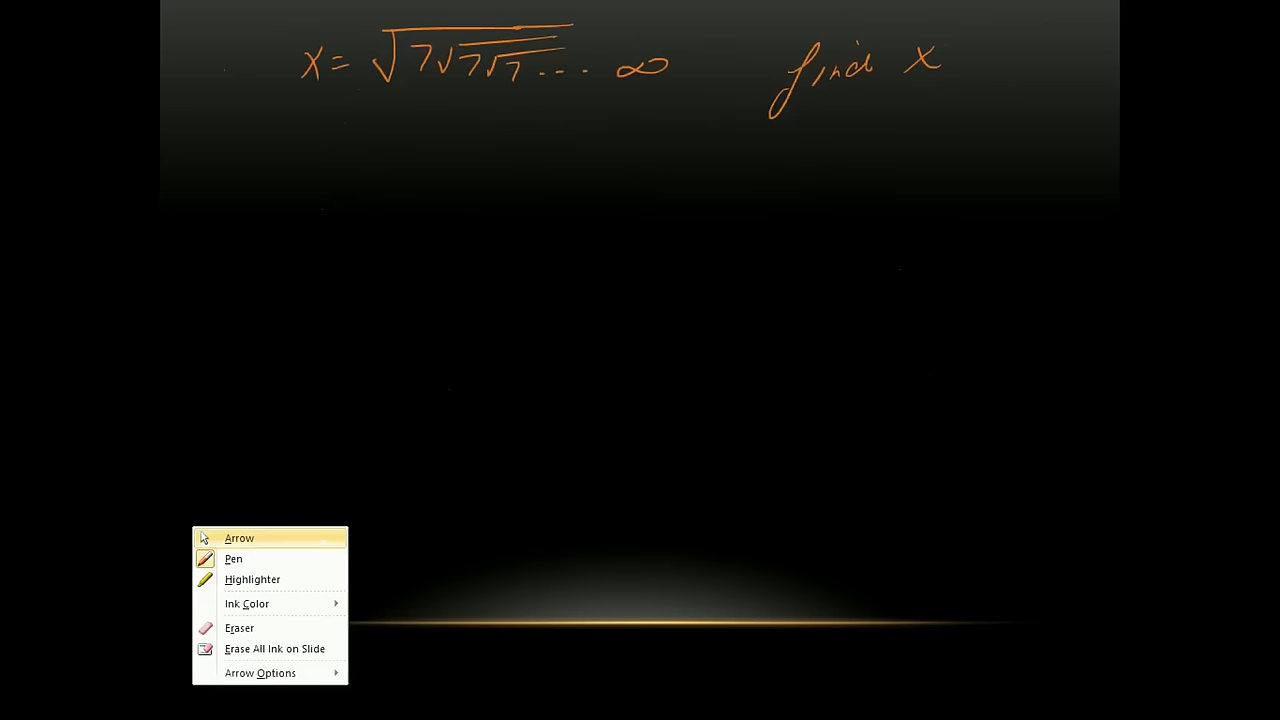 x = √7√7√7 ... ∞ find x
Arrow
Pen
Highlighter
Ink Color
Eraser
Erase All Ink on Slide
Arrow Options